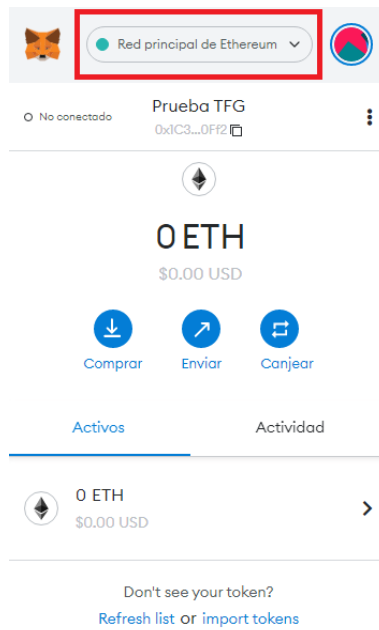 Red principal de Ethereum
No conectado
Prueba TFG
0x1C3...0Ff2
0 ETH
$0.00 USD
Comprar Enviar Canjear
Activos Actividad
0 ETH
$0.00 USD
Don't see your token?
Refresh list or import tokens